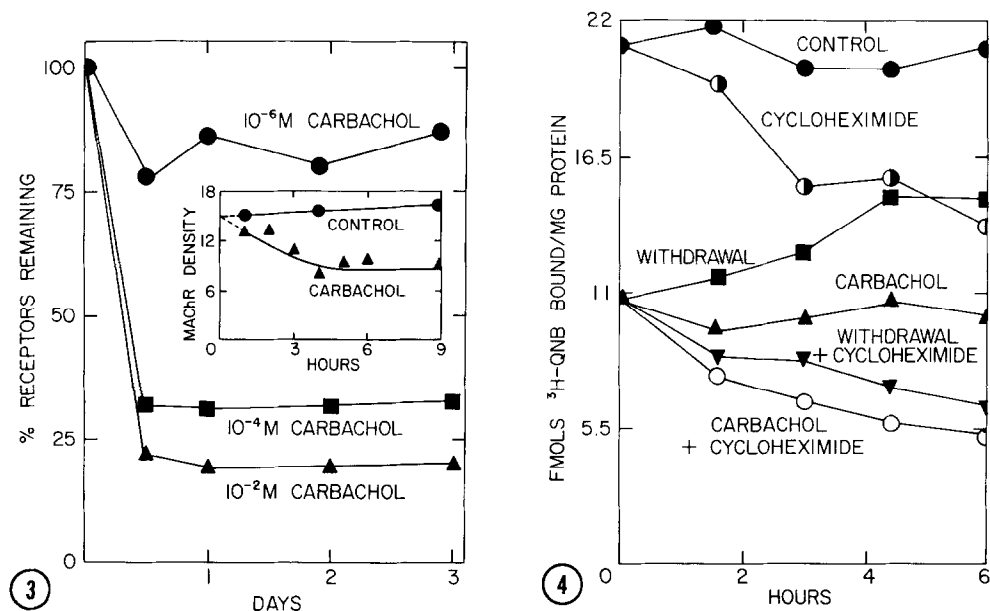 % RECEPTORS REMAINING
100
75
50
25
0
10⁻⁶M CARBACHOL
MAChR DENSITY
18
12
6
0
3
6
9
HOURS
CONTROL
CARBACHOL
10⁻⁴M CARBACHOL
10⁻²M CARBACHOL
1
2
3
DAYS
3
FMOLS ³H-QNB BOUND/MG PROTEIN
22
16.5
11
5.5
0
CONTROL
CYCLOHEXIMIDE
WITHDRAWAL
CARBACHOL
WITHDRAWAL
+ CYCLOHEXIMIDE
CARBACHOL
+ CYCLOHEXIMIDE
2
4
6
HOURS
4